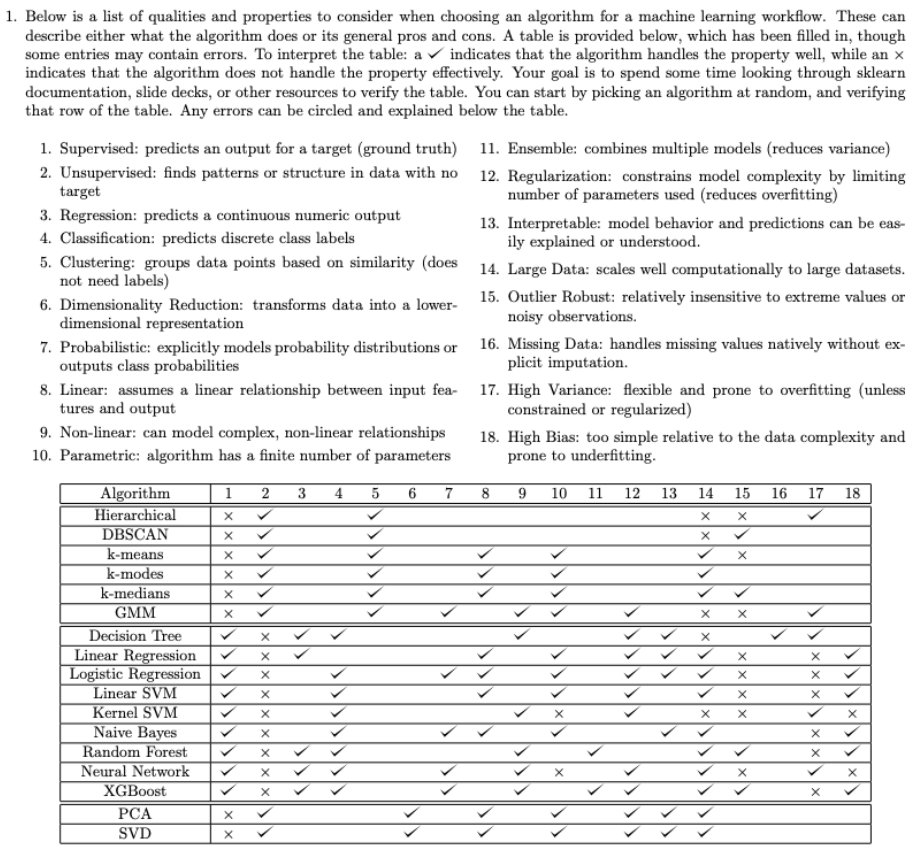 1. Below is a list of qualities and properties to consider when choosing an algorithm for a machine learning workflow. These can
describe either what the algorithm does or its general pros and cons. A table is provided below, which has been filled in, though
some entries may contain errors. To interpret the table: a ✓ indicates that the algorithm handles the property well, while an ×
indicates that the algorithm does not handle the property effectively. Your goal is to spend some time looking through sklearn
documentation, slide decks, or other resources to verify the table. You can start by picking an algorithm at random, and verifying
that row of the table. Any errors can be circled and explained below the table.
1. Supervised: predicts an output for a target (ground truth)
2. Unsupervised: finds patterns or structure in data with no
target
3. Regression: predicts a continuous numeric output
4. Classification: predicts discrete class labels
5. Clustering: groups data points based on similarity (does
not need labels)
6. Dimensionality Reduction: transforms data into a lower-
dimensional representation
7. Probabilistic: explicitly models probability distributions or
outputs class probabilities
8. Linear: assumes a linear relationship between input fea-
tures and output
9. Non-linear: can model complex, non-linear relationships
10. Parametric: algorithm has a finite number of parameters
11. Ensemble: combines multiple models (reduces variance)
12. Regularization: constrains model complexity by limiting
number of parameters used (reduces overfitting)
13. Interpretable: model behavior and predictions can be eas-
ily explained or understood.
14. Large Data: scales well computationally to large datasets.
15. Outlier Robust: relatively insensitive to extreme values or
noisy observations.
16. Missing Data: handles missing values natively without ex-
plicit imputation.
17. High Variance: flexible and prone to overfitting (unless
constrained or regularized)
18. High Bias: too simple relative to the data complexity and
prone to underfitting.
Algorithm 1 2 3 4 5 6 7 8 9 10 11 12 13 14 15 16 17 18
Hierarchical × ✓ ✓ × × ✓
DBSCAN × ✓ ✓ × ✓
k-means × ✓ ✓ ✓ ✓ ✓ ×
k-modes × ✓ ✓ ✓ ✓ ✓
k-medians × ✓ ✓ ✓ ✓ ✓ ✓
GMM × ✓ ✓ ✓ ✓ ✓ ✓ × × ✓
Decision Tree ✓ × ✓ ✓ ✓ ✓ ✓ × ✓ ✓
Linear Regression ✓ × ✓ ✓ ✓ ✓ ✓ ✓ × × ✓
Logistic Regression ✓ × ✓ ✓ ✓ ✓ ✓ ✓ ✓ × × ✓
Linear SVM ✓ × ✓ ✓ ✓ ✓ ✓ × × ✓
Kernel SVM ✓ × ✓ ✓ × ✓ × × ✓ ×
Naive Bayes ✓ × ✓ ✓ ✓ ✓ ✓ ✓ × ✓
Random Forest ✓ × ✓ ✓ ✓ ✓ ✓ ✓ × ✓
Neural Network ✓ × ✓ ✓ ✓ ✓ × ✓ ✓ × ✓ ×
XGBoost ✓ × ✓ ✓ ✓ ✓ ✓ ✓ ✓ ✓ × ✓
PCA × ✓ ✓ ✓ ✓ ✓ ✓ ✓
SVD × ✓ ✓ ✓ ✓ ✓ ✓ ✓